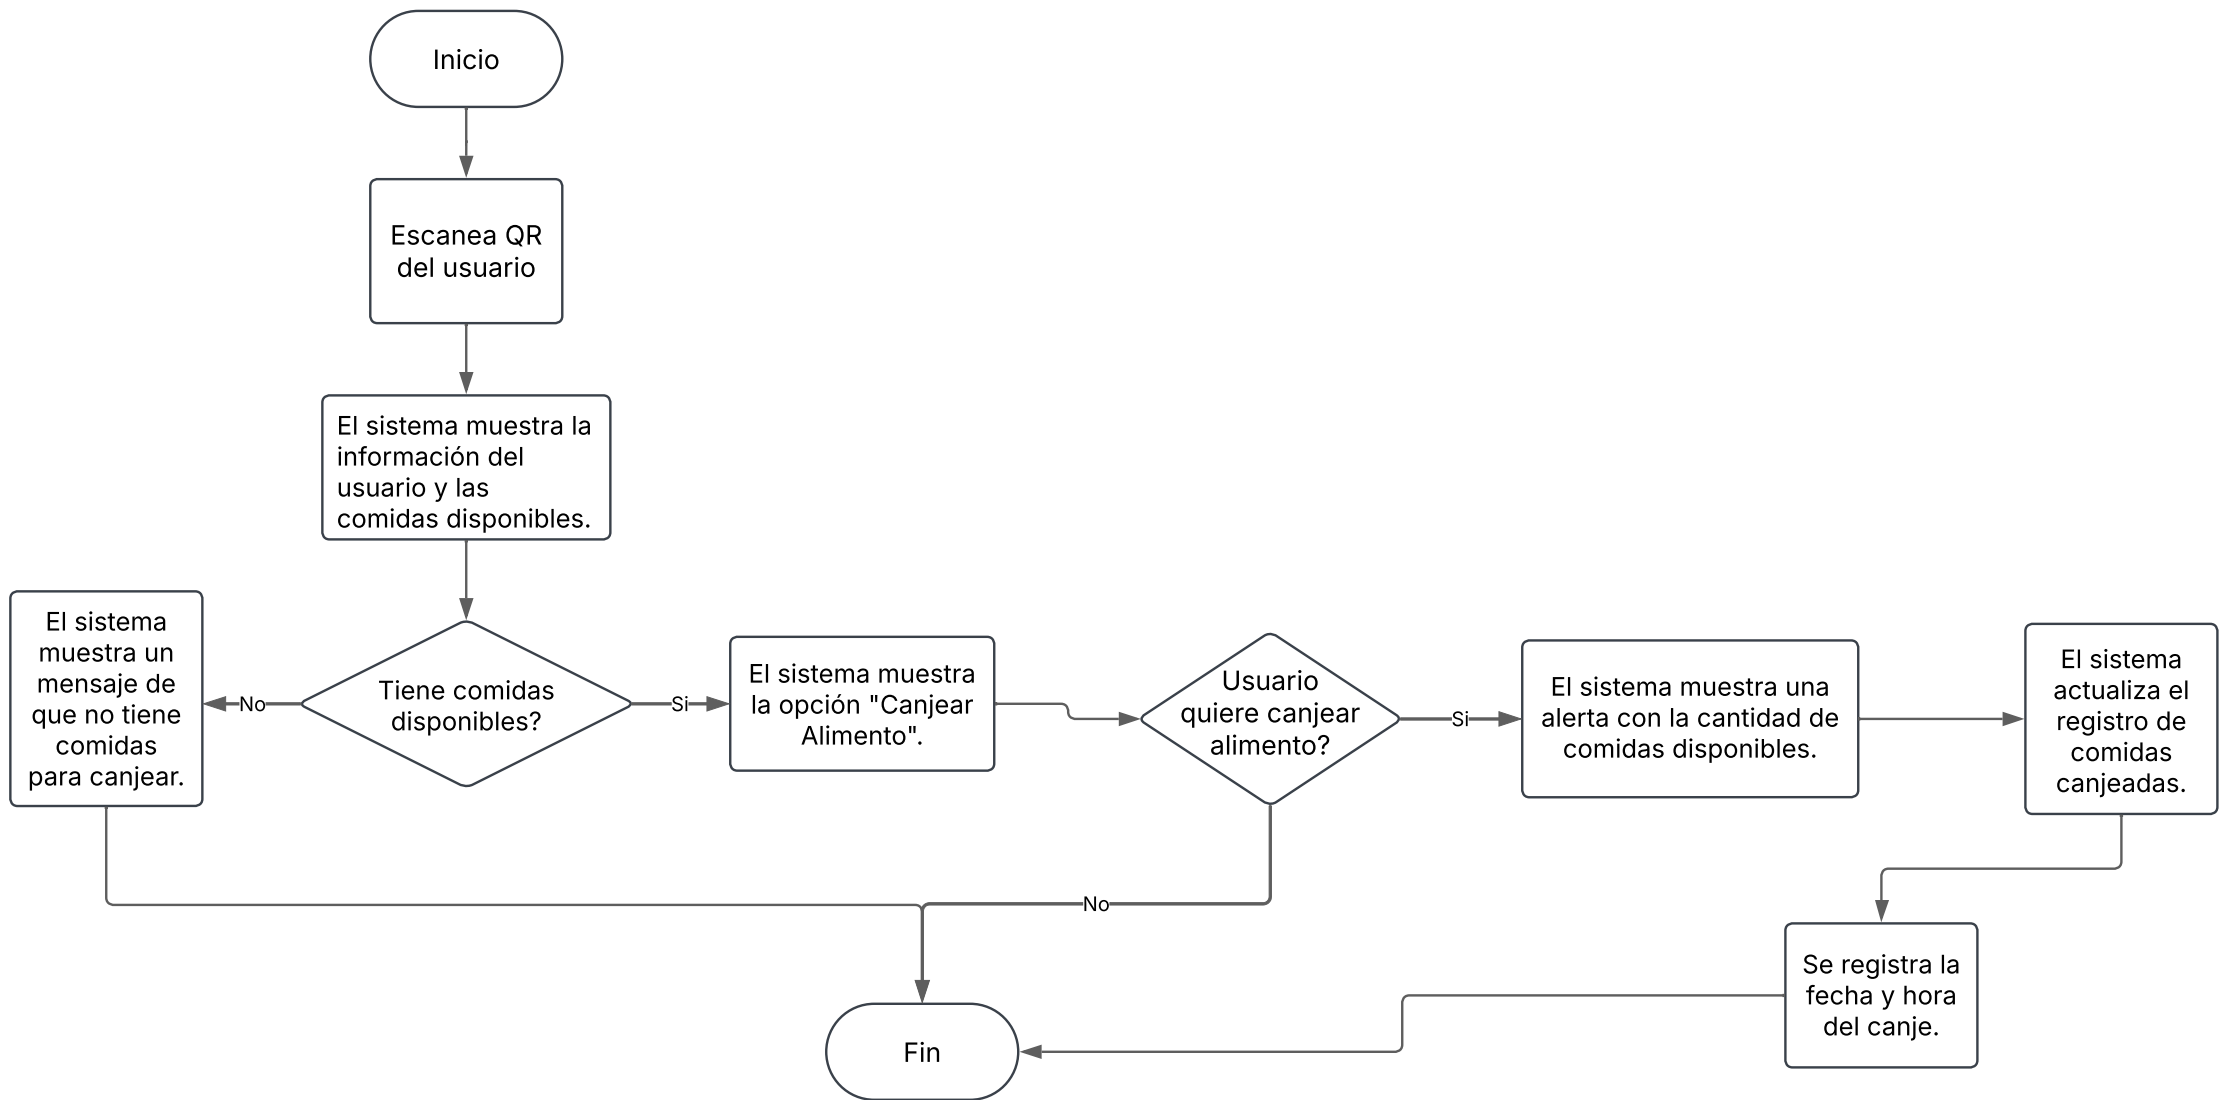 Inicio
Escanea QR
del usuario
El sistema muestra la
información del
usuario y las
comidas disponibles.
El sistema
muestra un
mensaje de
que no tiene
comidas
para canjear.
No
Tiene comidas
disponibles?
Si
El sistema muestra
la opción "Canjear
Alimento".
Usuario
quiere canjear
alimento?
Si
El sistema muestra una
alerta con la cantidad de
comidas disponibles.
El sistema
actualiza el
registro de
comidas
canjeadas.
No
Se registra la
fecha y hora
del canje.
Fin